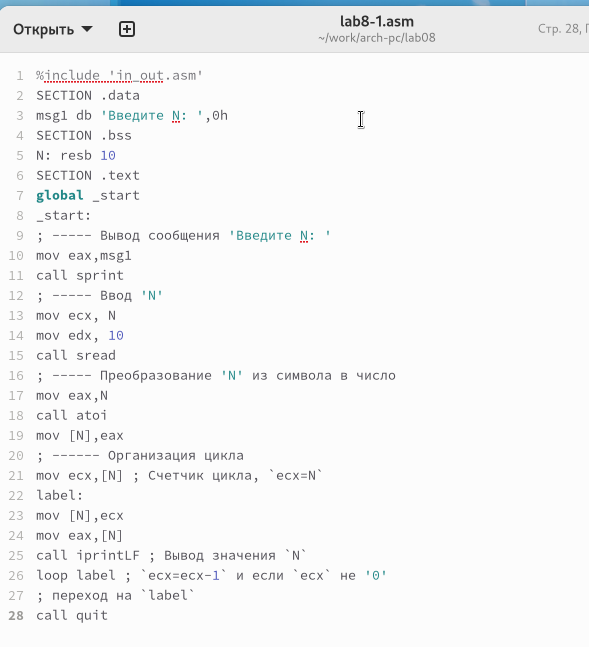 Открыть
lab8-1.asm
~/work/arch-pc/lab08
Стр. 28,
1 %include 'in_out.asm'
2 SECTION .data
3 msg1 db 'Введите N: ',0h
4 SECTION .bss
5 N: resb 10
6 SECTION .text
7 global _start
8 _start:
9 ; ----- Вывод сообщения 'Введите N: '
10 mov eax,msg1
11 call sprint
12 ; ----- Ввод 'N'
13 mov ecx, N
14 mov edx, 10
15 call sread
16 ; ----- Преобразование 'N' из символа в число
17 mov eax,N
18 call atoi
19 mov [N],eax
20 ; ------ Организация цикла
21 mov ecx,[N] ; Счетчик цикла, `ecx=N`
22 label:
23 mov [N],ecx
24 mov eax,[N]
25 call iprintLF ; Вывод значения `N`
26 loop label ; `ecx=ecx-1` и если `ecx` не '0'
27 ; переход на `label`
28 call quit